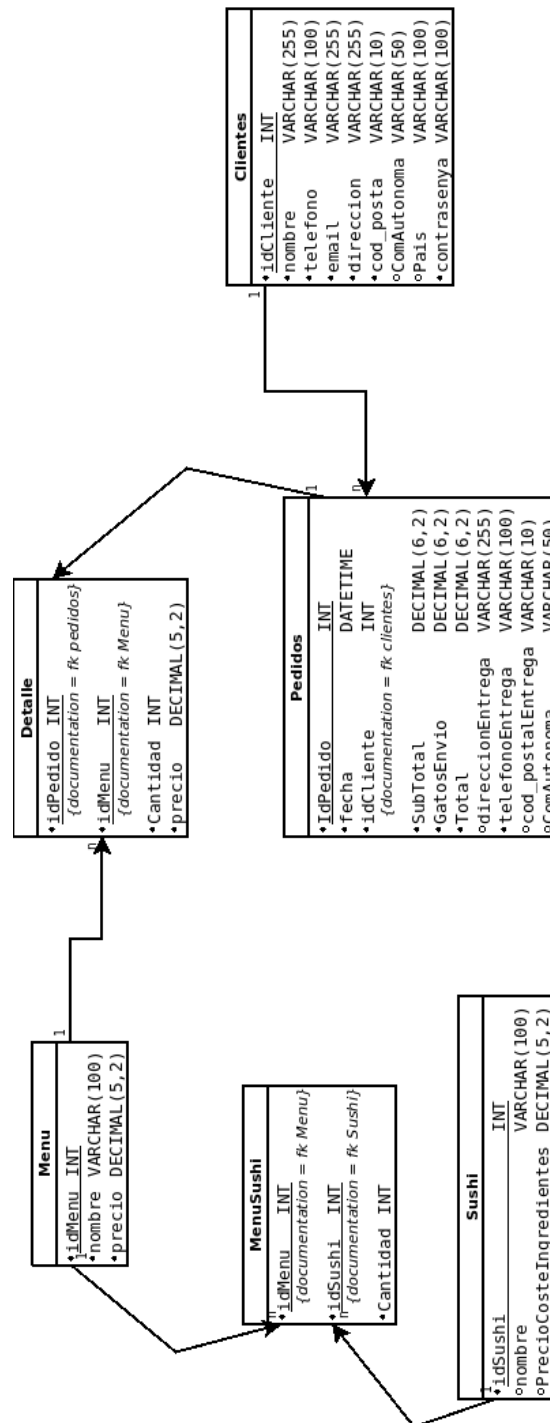 Menu
idMenu INT
nombre VARCHAR(100)
precio DECIMAL(5,2)
1
1
Detalle
idPedido INT
{documentation = fk pedidos}
idMenu INT
{documentation = fk Menu}
Cantidad INT
precio DECIMAL(5,2)
n
MenuSushi
idMenu INT
{documentation = fk Menu}
idSushi INT
{documentation = fk Sushi}
Cantidad INT
n
n
Pedidos
IdPedido INT
fecha DATETIME
idCliente INT
{documentation = fk clientes}
SubTotal DECIMAL(6,2)
GatosEnvio DECIMAL(6,2)
Total DECIMAL(6,2)
direccionEntrega VARCHAR(255)
telefonoEntrega VARCHAR(100)
cod_postalEntrega VARCHAR(10)
ComAutonoma VARCHAR(50)
1
n
Clientes
idCliente INT
nombre VARCHAR(255)
telefono VARCHAR(100)
email VARCHAR(255)
direccion VARCHAR(255)
cod_posta VARCHAR(10)
ComAutonoma VARCHAR(50)
Pais VARCHAR(100)
contrasenya VARCHAR(100)
1
Sushi
idSushi INT
nombre VARCHAR(100)
PrecioCosteIngredientes DECIMAL(5,2)
1